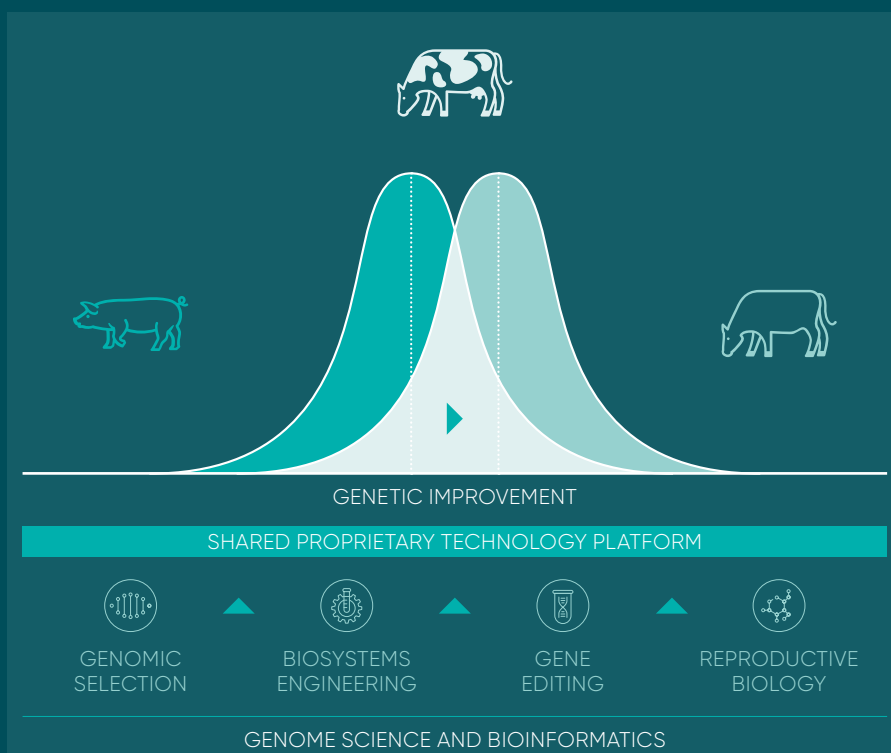 GENETIC IMPROVEMENT
SHARED PROPRIETARY TECHNOLOGY PLATFORM
GENOMIC
SELECTION
BIOSYSTEMS
ENGINEERING
GENE
EDITING
REPRODUCTIVE
BIOLOGY
GENOME SCIENCE AND BIOINFORMATICS